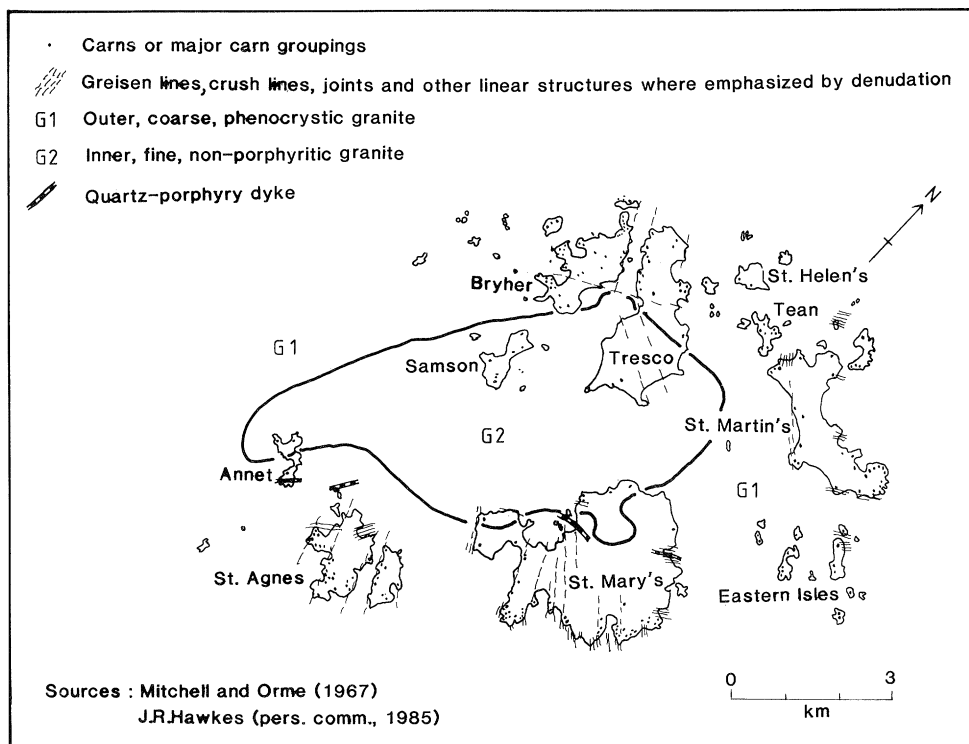 Carns or major carn groupings
Greisen lines, crush lines, joints and other linear structures where emphasized by denudation
G1 Outer, coarse, phenocrystic granite
G2 Inner, fine, non-porphyritic granite
Quartz-porphyry dyke
N
St. Helen's
Bryher
Tean
G1
Samson
Tresco
St. Martin's
G2
Annet
G1
St. Agnes
St. Mary's
Eastern Isles
Sources : Mitchell and Orme (1967)
J.R.Hawkes (pers. comm., 1985)
0 3
km